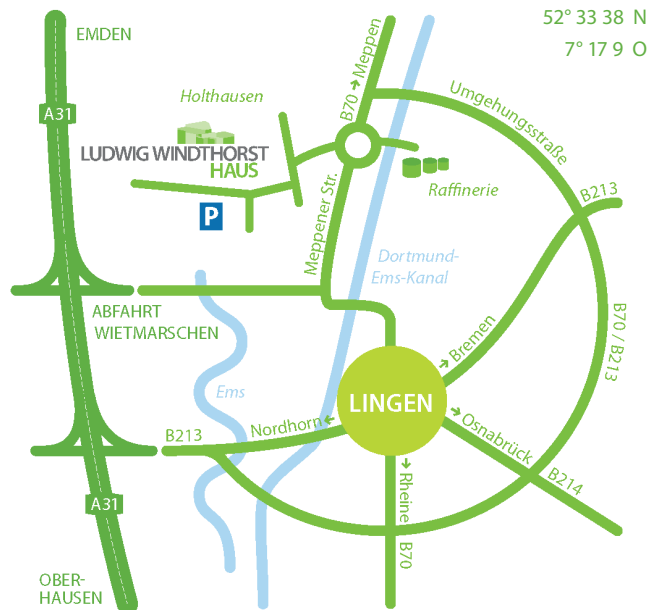 52° 33 38 N
7° 17 9 O
EMDEN
A31
Holthausen
LUDWIG WINDTHORST
HAUS
P
B70 → Meppen
Umgehungsstraße
Raffinerie
B213
Meppener Str.
Dortmund-
Ems-Kanal
ABFAHRT
WIETMARSCHEN
B70 / B213
→ Bremen
Ems
LINGEN
B213
Nordhorn ←
→ Osnabrück
B214
→ Rheine
B70
A31
OBER-
HAUSEN